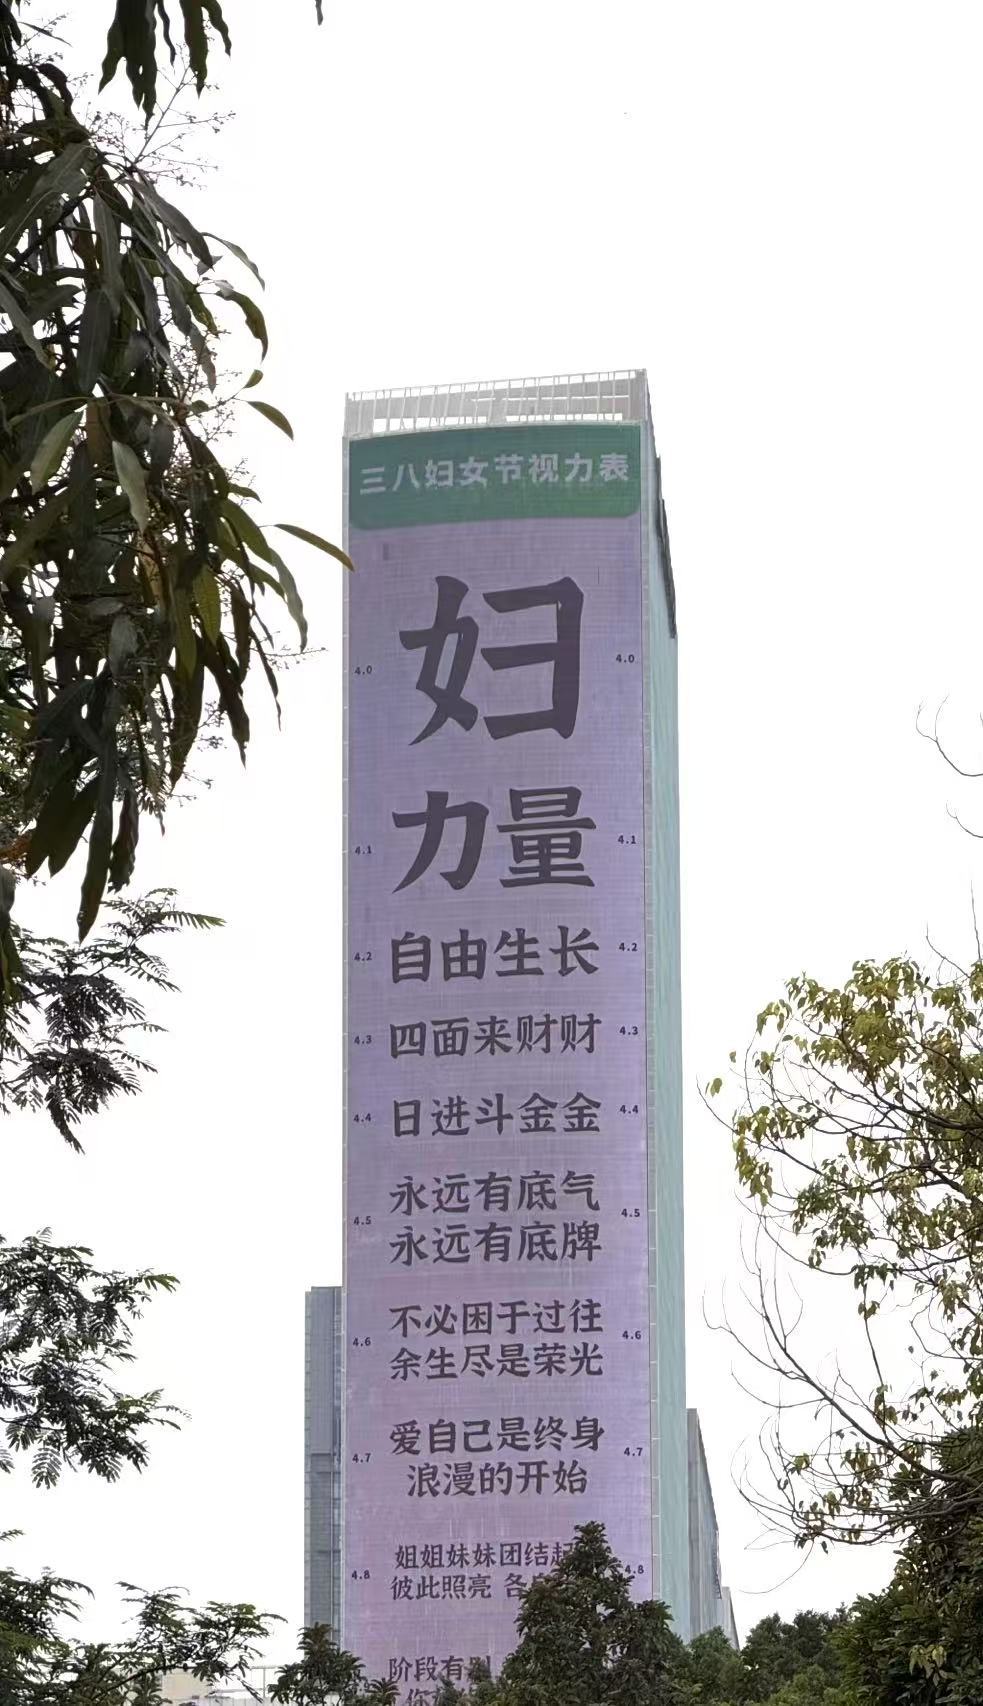 三八妇女节视力表
4.0 妇 4.0
4.1 力量 4.1
4.2 自由生长 4.2
4.3 四面来财财 4.3
4.4 日进斗金金 4.4
永远有底气
4.5 4.5
永远有底牌
不必困于过往
4.6 4.6
余生尽是荣光
爱自己是终身
4.7 4.7
浪漫的开始
姐姐妹妹团结起
4.8 4.8
彼此照亮 各
阶段有别
你